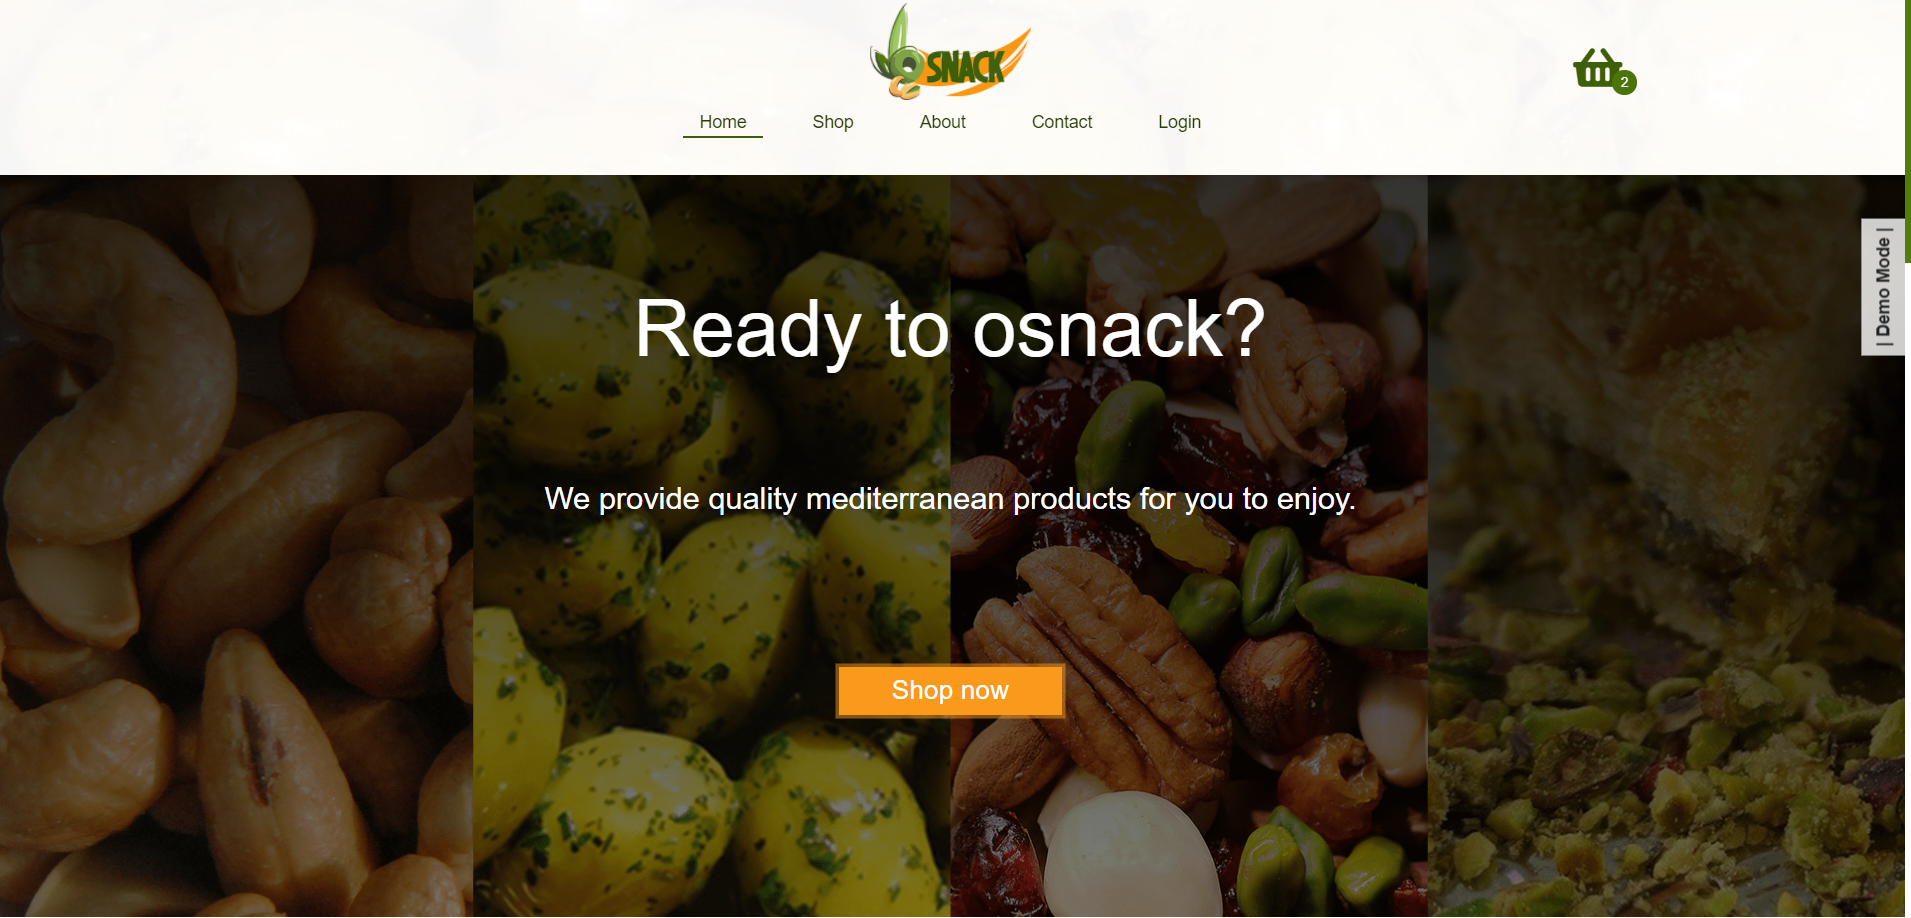 SNACK
2
Home
Shop
About
Contact
Login
| Demo Mode |
Ready to osnack?
We provide quality mediterranean products for you to enjoy.
Shop now